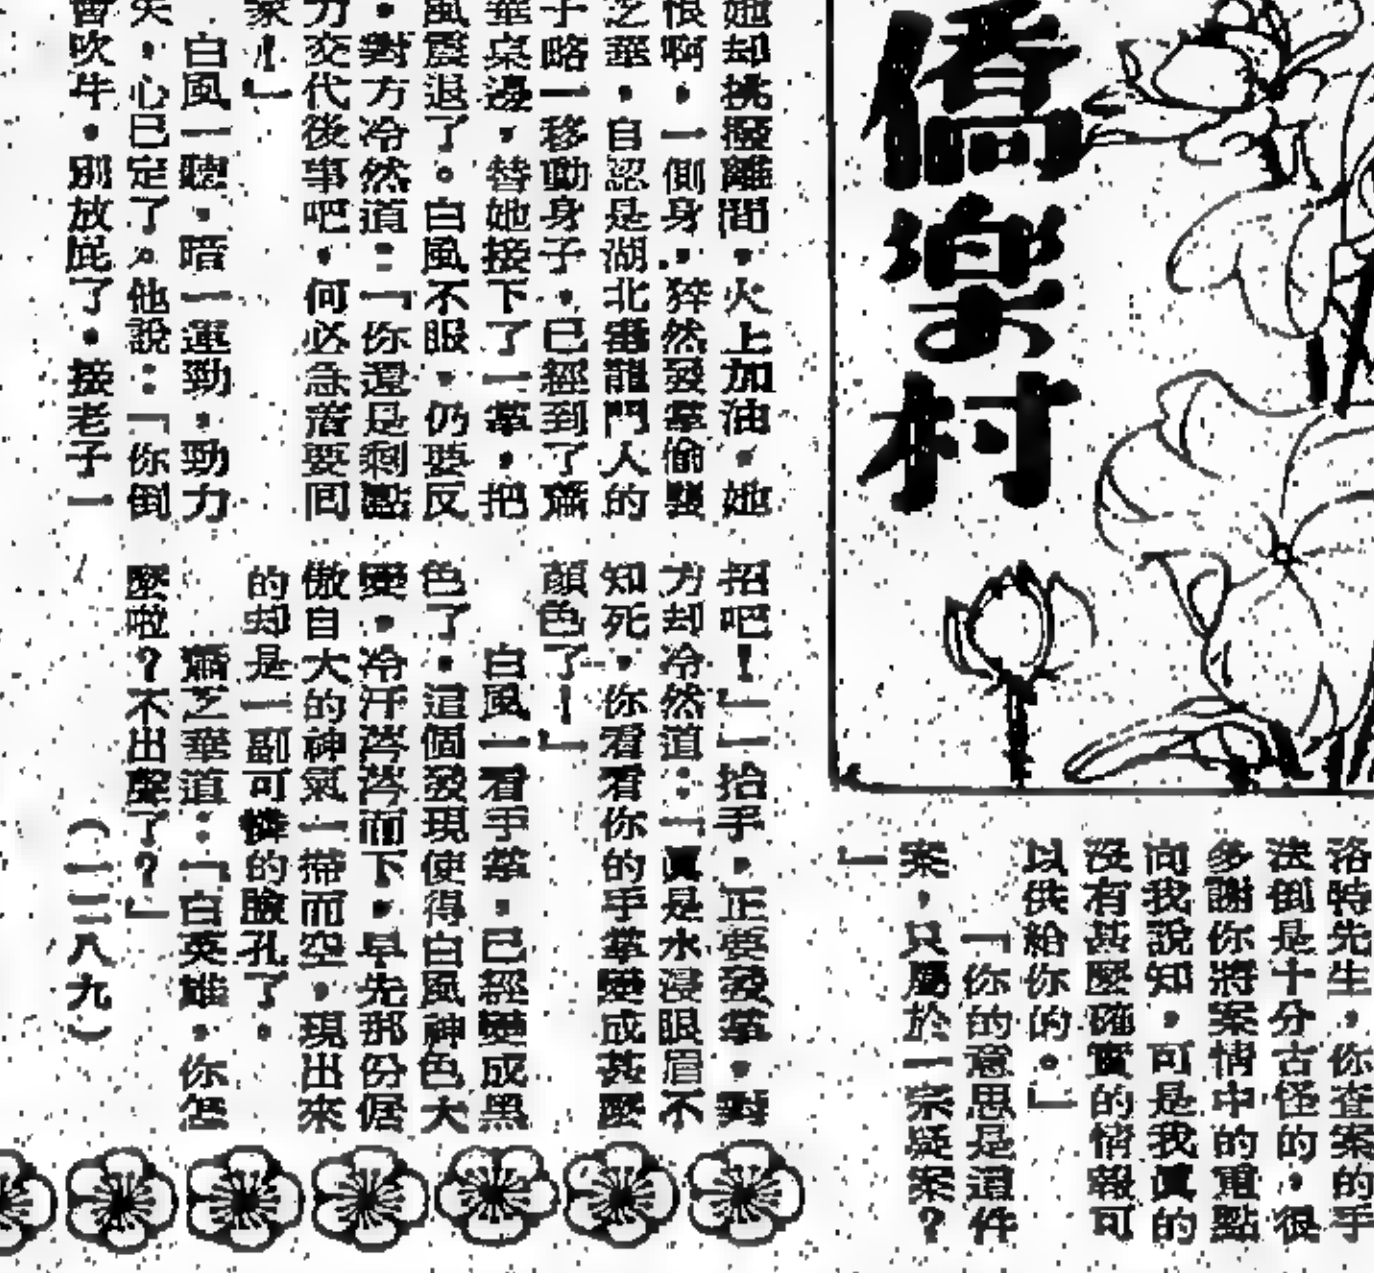 僑樂村
洛特先生，你查案的手
法倒是十分古怪的，很
多謝你將案情中的重點
向我說知，可是我真的
沒有甚麼確實的情報可
以供給你的。」
「你的意思是這件
案，只屬於一宗疑案？
」
她却挑撥離間，火上加油，她
恨啊，一側身，猝然發掌偷襲
芝華，自認是湖北龍門人的
子略一移動身子，已經到了蕭
華桌邊，替她接下了一掌，把
風震退了。白風不服，仍要反
，對方冷然道：「你還是剩點
力交代後事吧，何必急着要回
家！」
白風一聽，暗一運勁，勁力
失，心已定了。他說：「你倒
會吹牛，別放屁了，接老子一
招吧！」一抬手，正要發掌，對
方却冷然道：「真是水浸眼眉不
知死，你看看你的手掌變成甚麼
顏色了！」
白風一看手掌，已經變成黑
色了，這個發現使得白風神色大
變，冷汗涔涔而下，早先那份倨
傲自大的神氣一掃而空，現出來
的却是一副可憐的臉孔了。
蕭芝華道：「白英雄，你怎
麼啦？不出聲了？」
（二二八九）